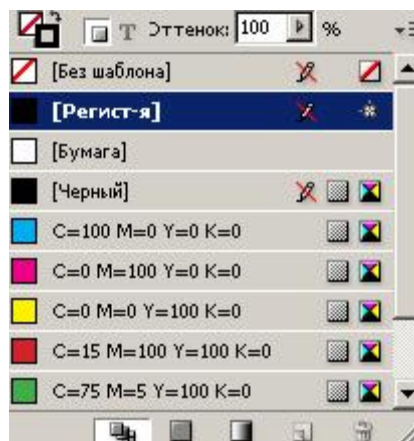 T Эттенок: 100 %
[Без шаблона]
[Регист-я]
[Бумага]
[Черный]
C=100 M=0 Y=0 K=0
C=0 M=100 Y=0 K=0
C=0 M=0 Y=100 K=0
C=15 M=100 Y=100 K=0
C=75 M=5 Y=100 K=0